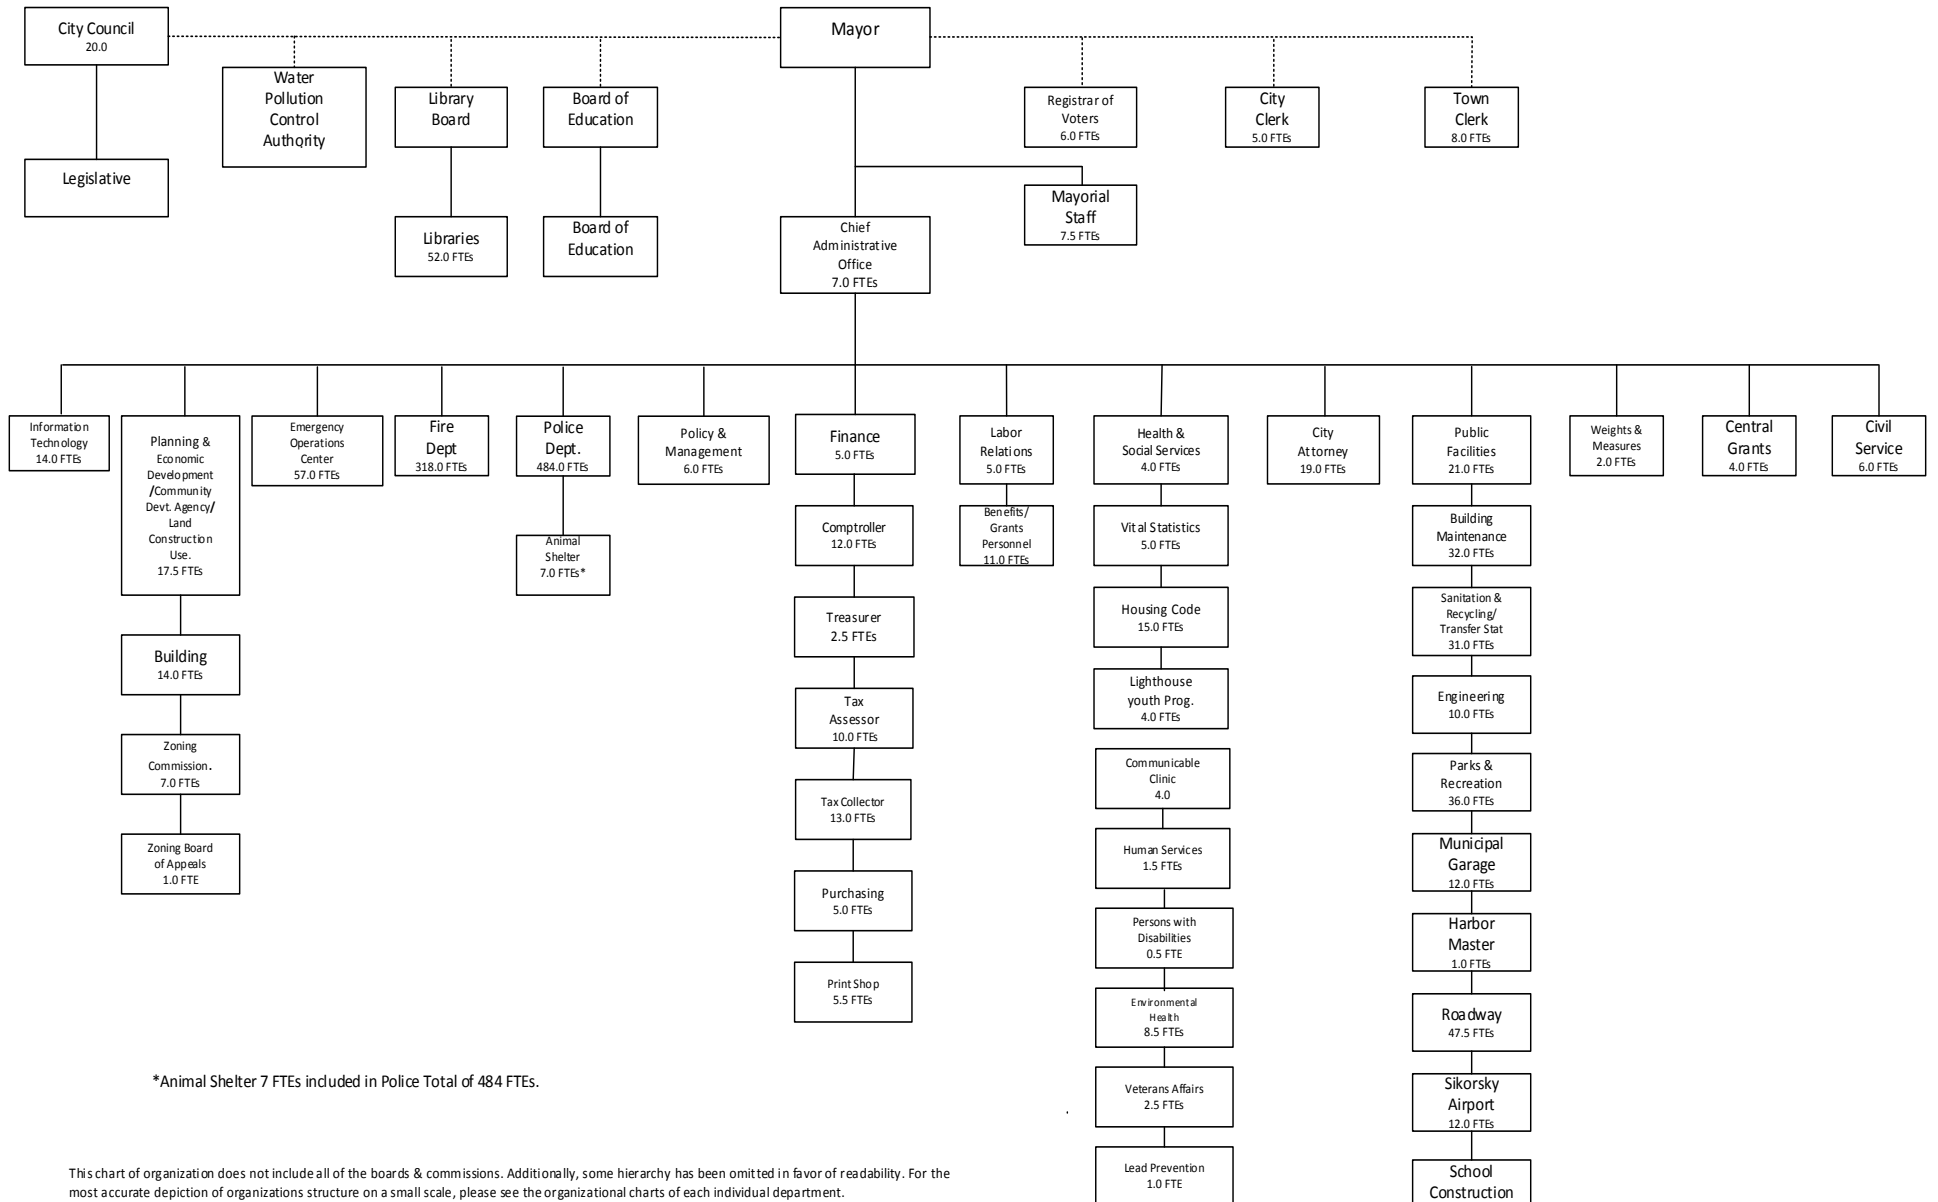 City Council
20.0
Mayor
Water
Pollution
Control
Authority
Library
Board
Board of
Education
Registrar of
Voters
6.0 FTEs
City
Clerk
5.0 FTEs
Town
Clerk
8.0 FTEs
Legislative
Libraries
52.0 FTEs
Board of
Education
Chief
Administrative
Office
7.0 FTEs
Mayorial
Staff
7.5 FTEs
Information
Technology
14.0 FTEs
Planning &
Economic
Development
/Community
Devt. Agency/
Land
Construction
Use.
17.5 FTEs
Building
14.0 FTEs
Zoning
Commission.
7.0 FTEs
Zoning Board
of Appeals
1.0 FTE
Emergency
Operations
Center
57.0 FTEs
Fire
Dept
318.0 FTEs
Police
Dept.
484.0 FTEs
Animal
Shelter
7.0 FTEs*
Policy &
Management
6.0 FTEs
Finance
5.0 FTEs
Comptroller
12.0 FTEs
Treasurer
2.5 FTEs
Tax
Assessor
10.0 FTEs
Tax Collector
13.0 FTEs
Purchasing
5.0 FTEs
Print Shop
5.5 FTEs
Labor
Relations
5.0 FTEs
Benefits/
Grants
Personnel
11.0 FTEs
Health &
Social Services
4.0 FTEs
Vital Statistics
5.0 FTEs
Housing Code
15.0 FTEs
Lighthouse
youth Prog.
4.0 FTEs
Communicable
Clinic
4.0
Human Services
1.5 FTEs
Persons with
Disabilities
0.5 FTE
Environmental
Health
8.5 FTEs
Veterans Affairs
2.5 FTEs
Lead Prevention
1.0 FTE
City
Attorney
19.0 FTEs
Public
Facilities
21.0 FTEs
Building
Maintenance
32.0 FTEs
Sanitation &
Recycling/
Transfer Stat
31.0 FTEs
Engineering
10.0 FTEs
Parks &
Recreation
36.0 FTEs
Municipal
Garage
12.0 FTEs
Harbor
Master
1.0 FTEs
Roadway
47.5 FTEs
Sikorsky
Airport
12.0 FTEs
School
Construction
Weights &
Measures
2.0 FTEs
Central
Grants
4.0 FTEs
Civil
Service
6.0 FTEs
*Animal Shelter 7 FTEs included in Police Total of 484 FTEs.
This chart of organization does not include all of the boards & commissions. Additionally, some hierarchy has been omitted in favor of readability. For the
most accurate depiction of organizations structure on a small scale, please see the organizational charts of each individual department.